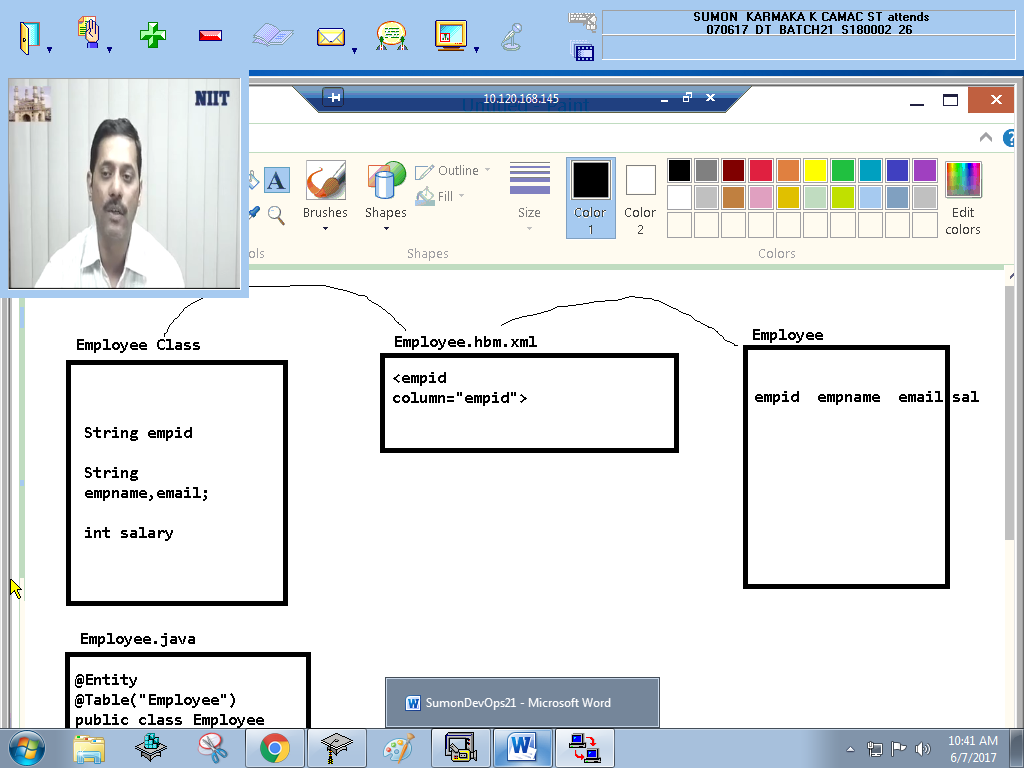 SUMON KARMAKA K CAMAC ST attends
070617 DT BATCH21 S180002 26
NIIT
10.120.168.145
Outline
Fill
Brushes
Shapes
Size
Color
1
Color
2
Edit
colors
ols
Shapes
Colors
Employee Class
Employee.hbm.xml
Employee
<empid
column="empid">
empid empname email sal
String empid
String
empname,email;
int salary
Employee.java
@Entity
@Table("Employee")
public class Employee
SumonDevOps21 - Microsoft Word
10:41 AM
6/7/2017